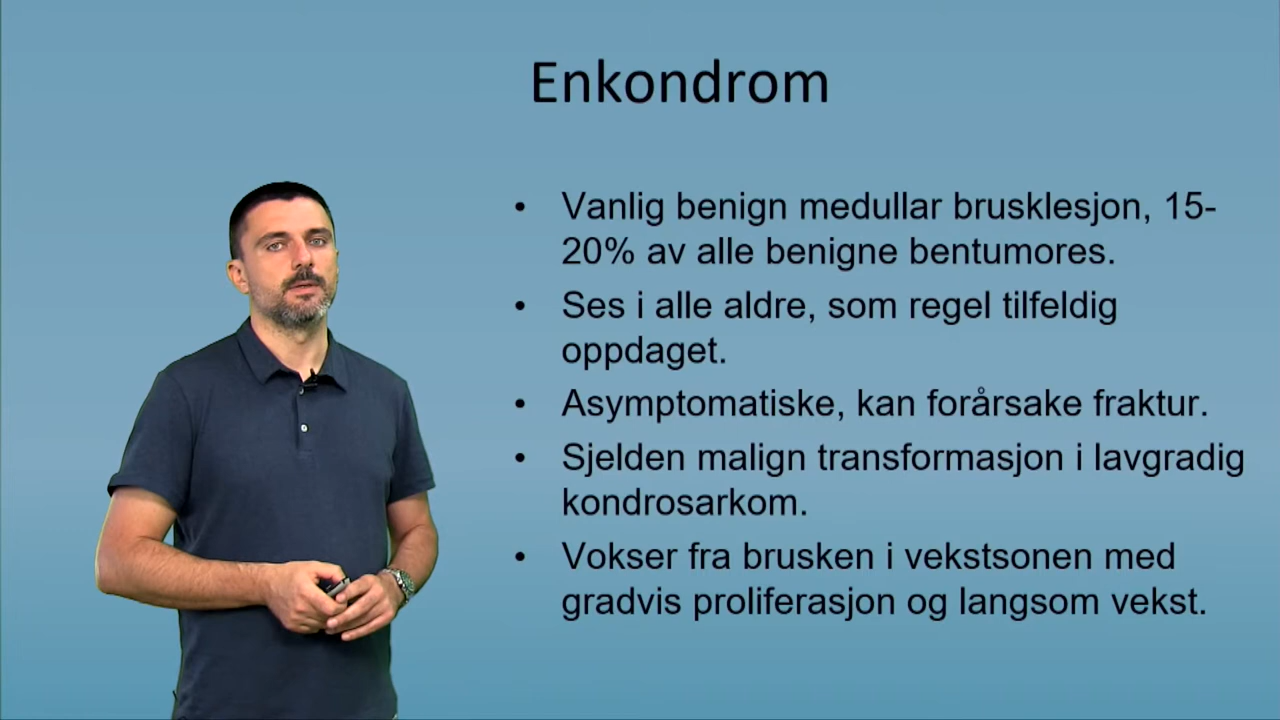 Enkondrom
• Vanlig benign medullar brusklesjon, 15-
20% av alle benigne bentumores.
• Ses i alle aldre, som regel tilfeldig
oppdaget.
• Asymptomatiske, kan forårsake fraktur.
• Sjelden malign transformasjon i lavgradig
kondrosarkom.
• Vokser fra brusken i vekstsonen med
gradvis proliferasjon og langsom vekst.